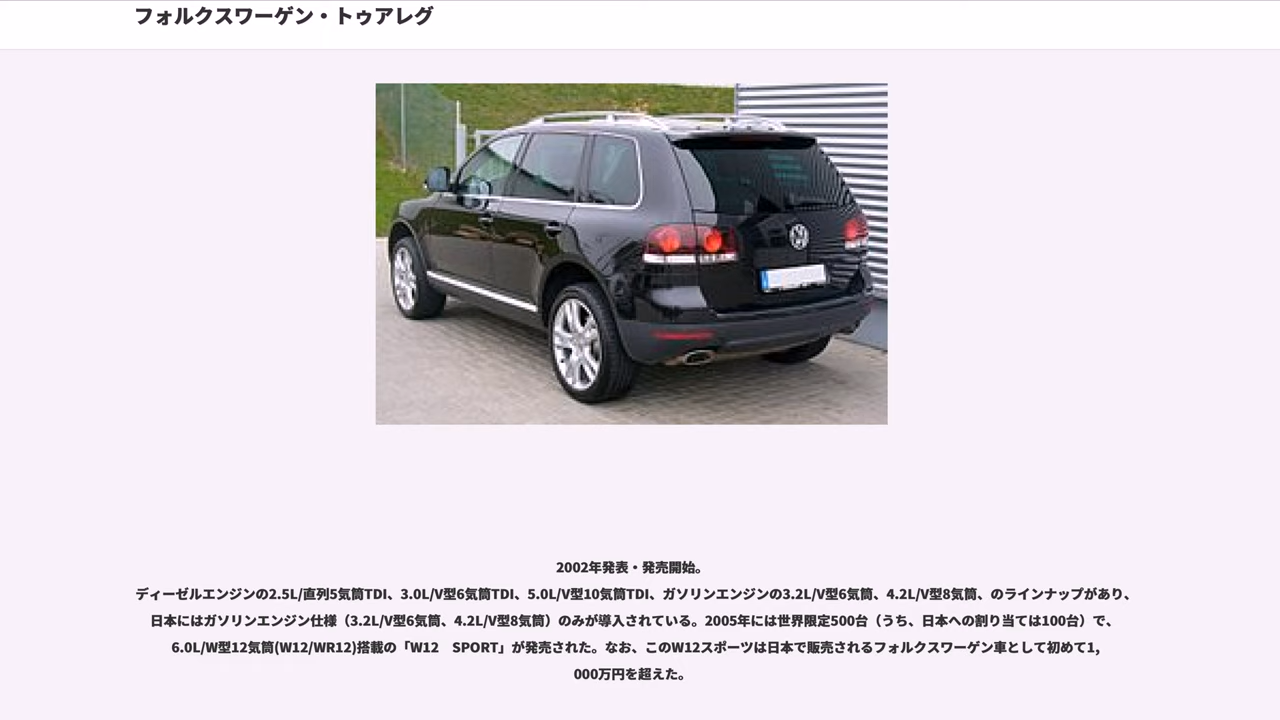 フォルクスワーゲン・トゥアレグ
2002年発表・発売開始。
ディーゼルエンジンの2.5L/直列5気筒TDI、3.0L/V型6気筒TDI、5.0L/V型10気筒TDI、ガソリンエンジンの3.2L/V型6気筒、4.2L/V型8気筒、のラインナップがあり、
日本にはガソリンエンジン仕様（3.2L/V型6気筒、4.2L/V型8気筒）のみが導入されている。2005年には世界限定500台（うち、日本への割り当ては100台）で、
6.0L/W型12気筒(W12/WR12)搭載の「W12　SPORT」が発売された。なお、このW12スポーツは日本で販売されるフォルクスワーゲン車として初めて1,
000万円を超えた。